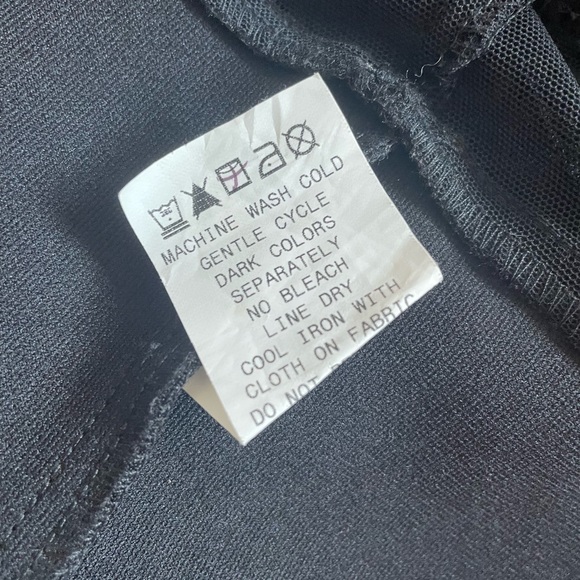 MACHINE WASH COLD
GENTLE CYCLE
DARK COLORS
SEPARATELY
NO BLEACH
LINE DRY
COOL IRON WITH
CLOTH ON FABRIC
DO NOT